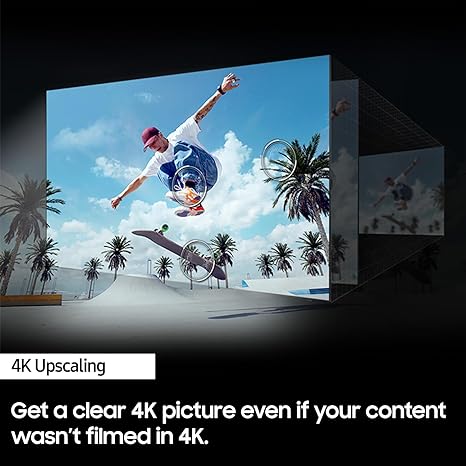 4K Upscaling
Get a clear 4K picture even if your content
wasn't filmed in 4K.